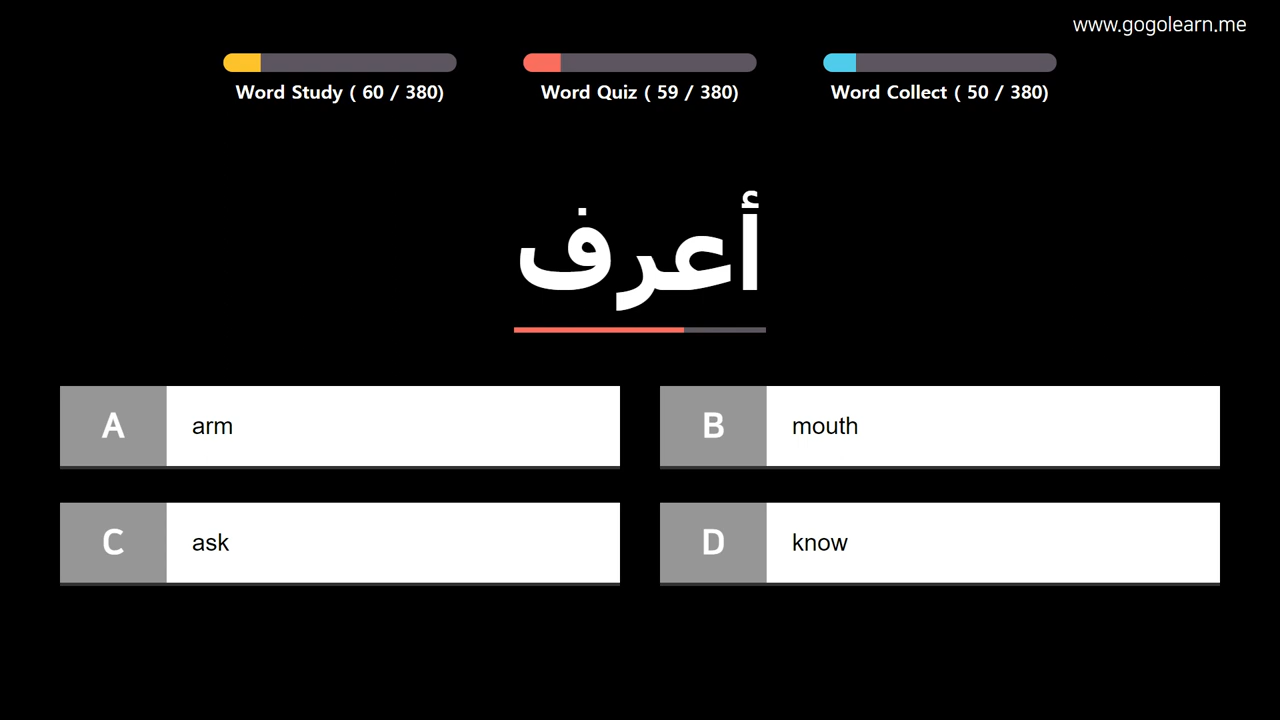 www.gogolearn.me
Word Study ( 60 / 380)
Word Quiz ( 59 / 380)
Word Collect ( 50 / 380)
أعرف
A arm
B mouth
C ask
D know